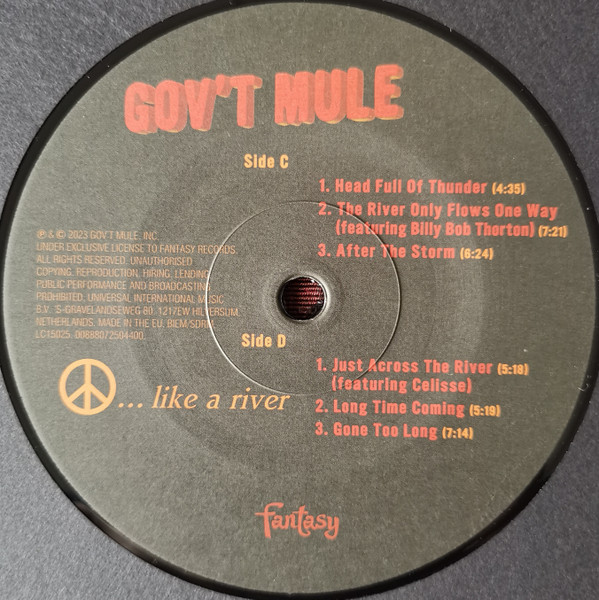 GOV'T MULE
Side C
1. Head Full Of Thunder (4:35)
2. The River Only Flows One Way
(featuring Billy Bob Thorton) (7:21)
3. After The Storm (6:24)
℗ & © 2023 GOV'T MULE, INC.
UNDER EXCLUSIVE LICENSE TO FANTASY RECORDS.
ALL RIGHTS RESERVED. UNAUTHORISED
COPYING, REPRODUCTION, HIRING, LENDING,
PUBLIC PERFORMANCE AND BROADCASTING
PROHIBITED. UNIVERSAL INTERNATIONAL MUSIC
B.V. 'S-GRAVELANDSEWEG 80. 1217EW HILVERSUM.
NETHERLANDS. MADE IN THE EU. BIEM/SDRM.
LC15025. 00888072504400.
Side D
1. Just Across The River (5:18)
(featuring Celisse)
2. Long Time Coming (5:19)
3. Gone Too Long (7:14)
... like a river
fantasy